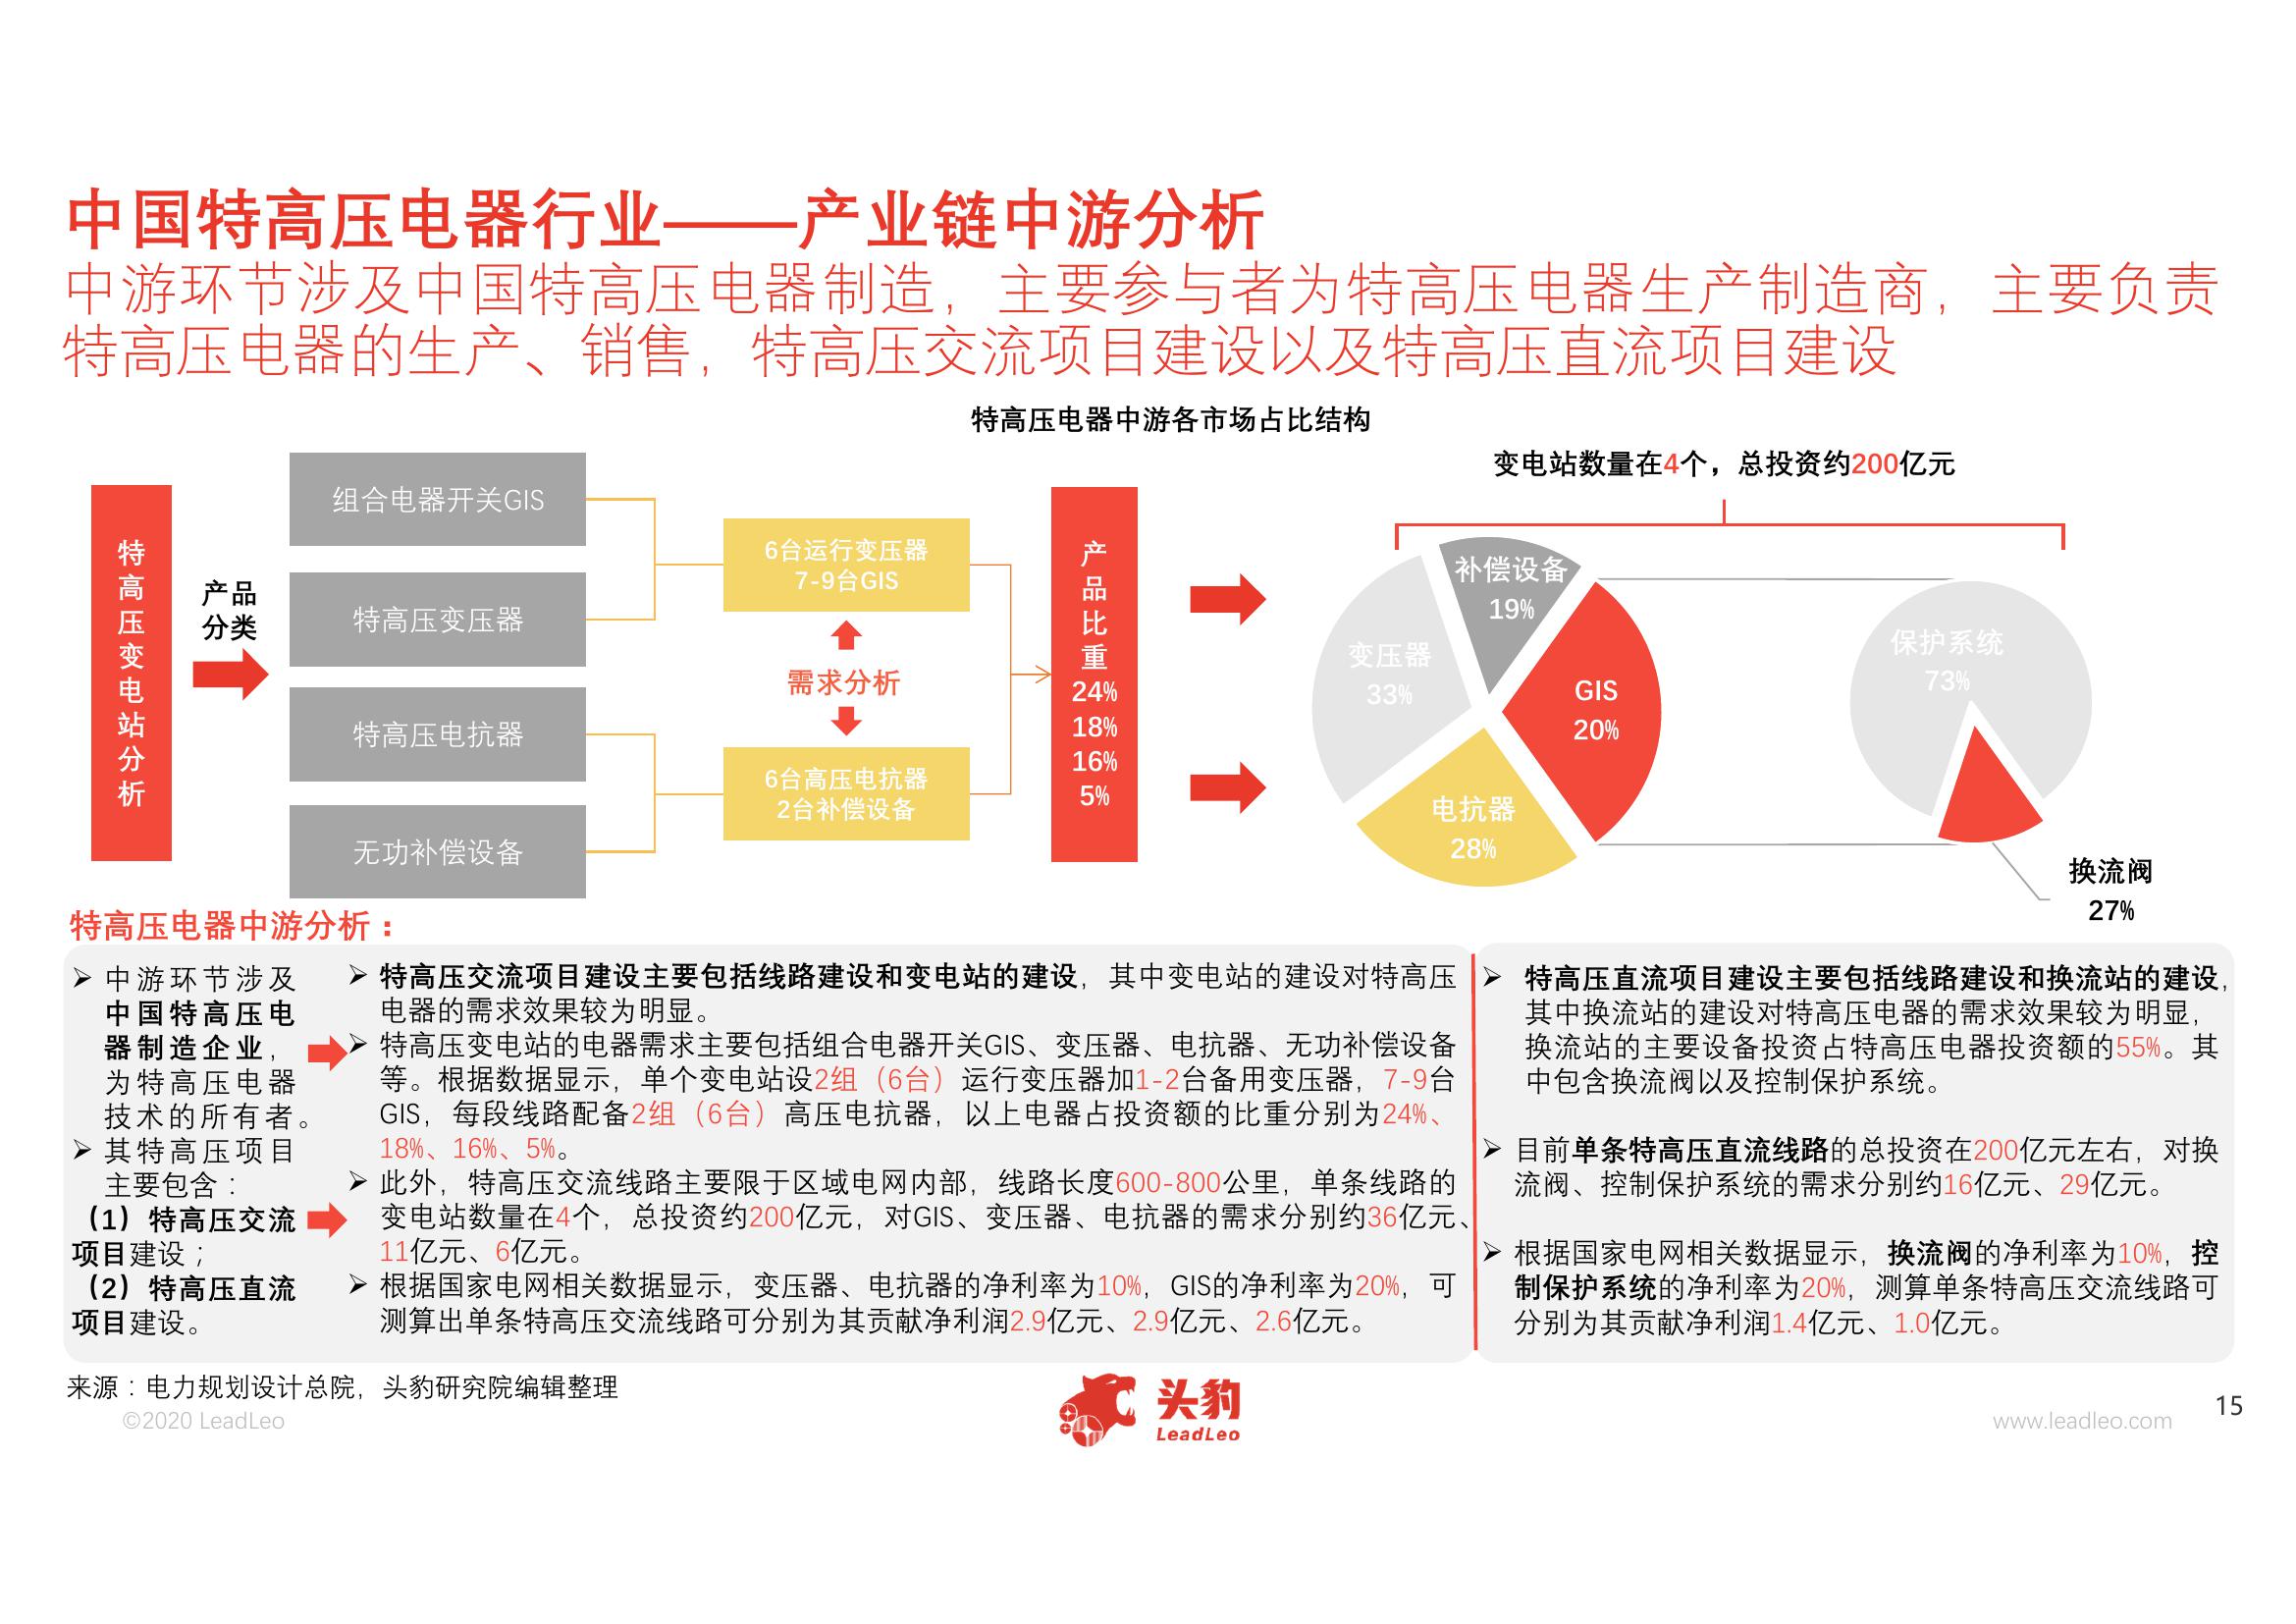 中国特高压电器行业——产业链中游分析
中游环节涉及中国特高压电器制造，主要参与者为特高压电器生产制造商，主要负责
特高压电器的生产、销售，特高压交流项目建设以及特高压直流项目建设
特高压电器中游各市场占比结构
特高压变电站分析
产品
分类
组合电器开关GIS
特高压变压器
特高压电抗器
无功补偿设备
6台运行变压器
7-9台GIS
需求分析
6台高压电抗器
2台补偿设备
产品比重
24%
18%
16%
5%
变电站数量在4个，总投资约200亿元
补偿设备
19%
变压器
33%
GIS
20%
电抗器
28%
保护系统
73%
换流阀
27%
特高压电器中游分析：
➢ 中游环节涉及
中国特高压电
器制造企业，
为特高压电器
技术的所有者。
➢ 其特高压项目
主要包含：
（1）特高压交流
项目建设；
（2）特高压直流
项目建设。
➢ 特高压交流项目建设主要包括线路建设和变电站的建设，其中变电站的建设对特高压
电器的需求效果较为明显。
➢ 特高压变电站的电器需求主要包括组合电器开关GIS、变压器、电抗器、无功补偿设备
等。根据数据显示，单个变电站设2组（6台）运行变压器加1-2台备用变压器，7-9台
GIS，每段线路配备2组（6台）高压电抗器，以上电器占投资额的比重分别为24%、
18%、16%、5%。
➢ 此外，特高压交流线路主要限于区域电网内部，线路长度600-800公里，单条线路的
变电站数量在4个，总投资约200亿元，对GIS、变压器、电抗器的需求分别约36亿元、
11亿元、6亿元。
➢ 根据国家电网相关数据显示，变压器、电抗器的净利率为10%，GIS的净利率为20%，可
测算出单条特高压交流线路可分别为其贡献净利润2.9亿元、2.9亿元、2.6亿元。
➢ 特高压直流项目建设主要包括线路建设和换流站的建设，
其中换流站的建设对特高压电器的需求效果较为明显，
换流站的主要设备投资占特高压电器投资额的55%。其
中包含换流阀以及控制保护系统。
➢ 目前单条特高压直流线路的总投资在200亿元左右，对换
流阀、控制保护系统的需求分别约16亿元、29亿元。
➢ 根据国家电网相关数据显示，换流阀的净利率为10%，控
制保护系统的净利率为20%，测算单条特高压交流线路可
分别为其贡献净利润1.4亿元、1.0亿元。
来源：电力规划设计总院，头豹研究院编辑整理
©2020 LeadLeo
头豹
LeadLeo
www.leadleo.com
15